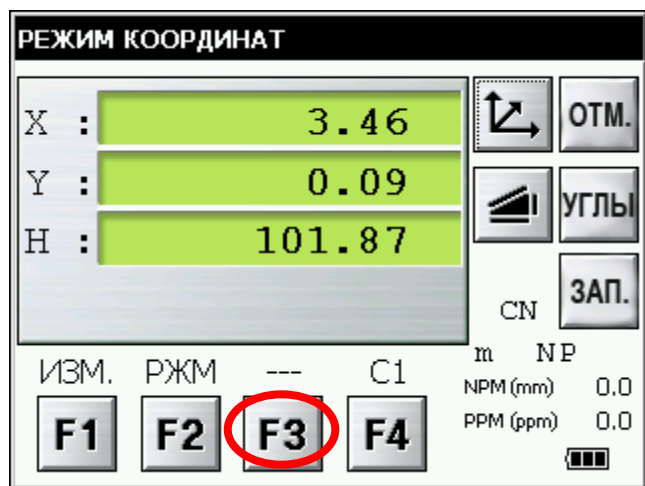 РЕЖИМ КООРДИНАТ
X : 3.46
Y : 0.09
H : 101.87
ОТМ.
УГЛЫ
ЗАП.
CN
m NP
NPM (mm) 0.0
PPM (ppm) 0.0
ИЗМ. РЖМ --- C1
F1 F2 F3 F4